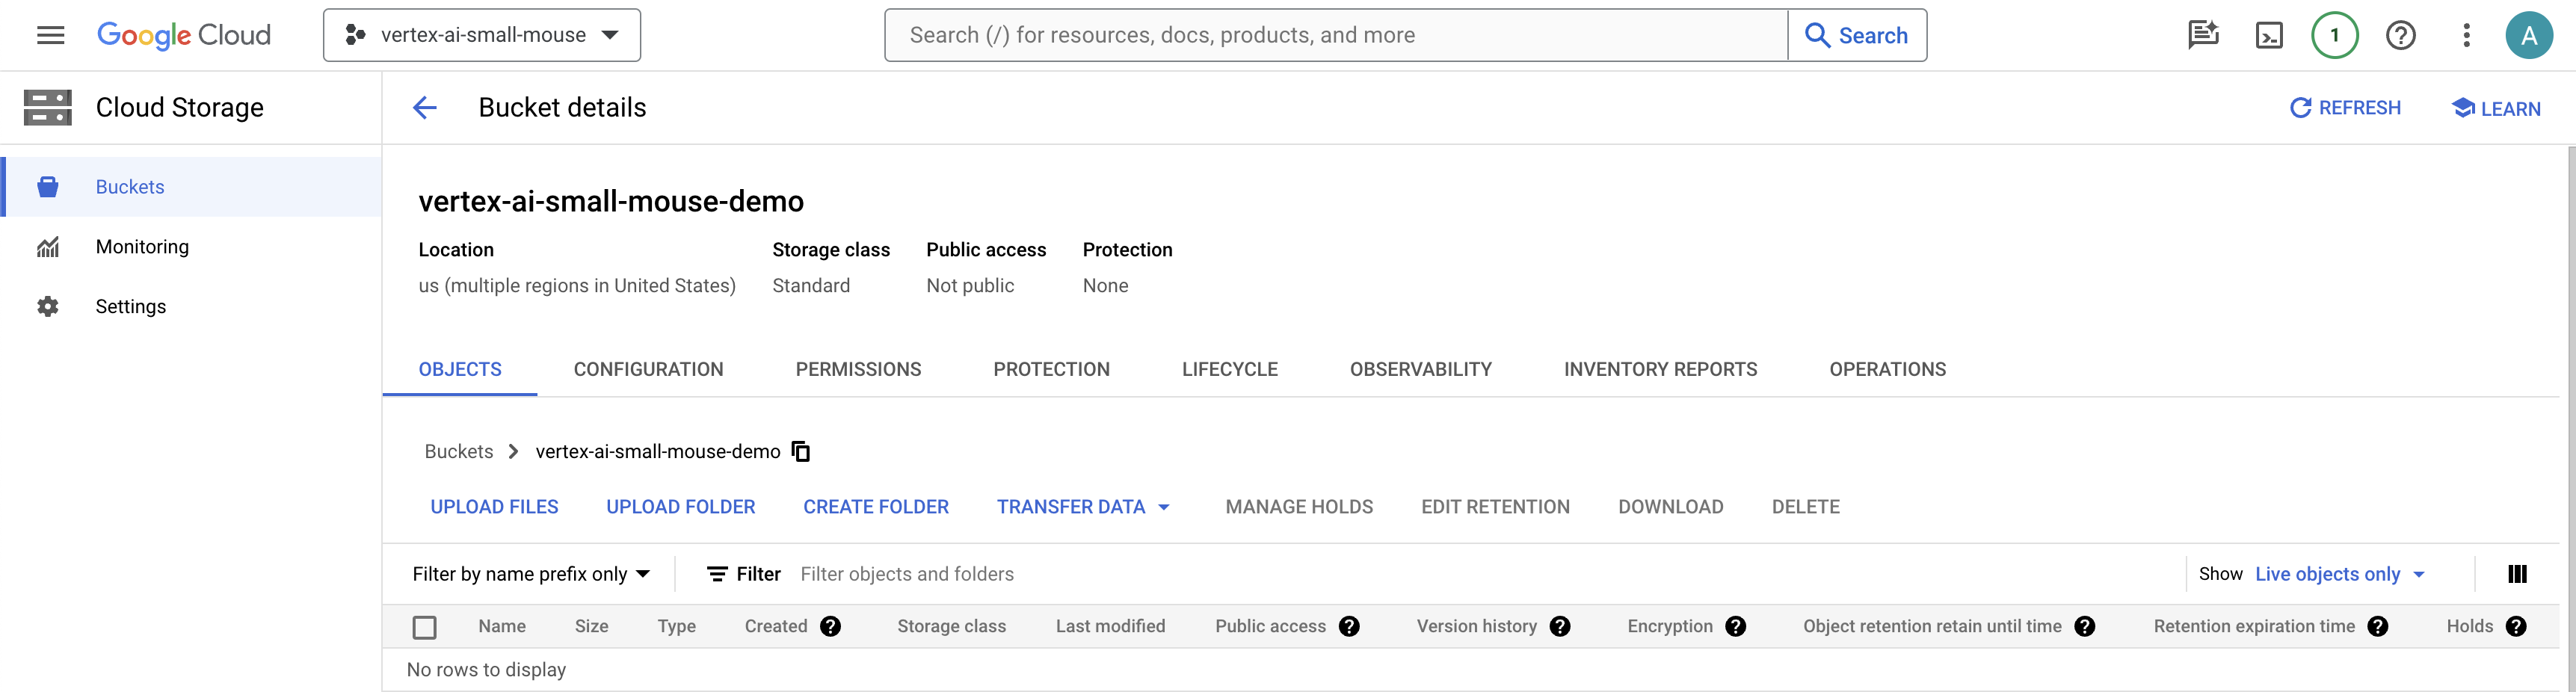 Google Cloud
vertex-ai-small-mouse
Search (/) for resources, docs, products, and more
Search
1
A
Cloud Storage
Bucket details
REFRESH
LEARN
Buckets
Monitoring
Settings
vertex-ai-small-mouse-demo
Location Storage class Public access Protection
us (multiple regions in United States) Standard Not public None
OBJECTS CONFIGURATION PERMISSIONS PROTECTION LIFECYCLE OBSERVABILITY INVENTORY REPORTS OPERATIONS
Buckets > vertex-ai-small-mouse-demo
UPLOAD FILES UPLOAD FOLDER CREATE FOLDER TRANSFER DATA MANAGE HOLDS EDIT RETENTION DOWNLOAD DELETE
Filter by name prefix only Filter Filter objects and folders Show Live objects only
Name Size Type Created Storage class Last modified Public access Version history Encryption Object retention retain until time Retention expiration time Holds
No rows to display